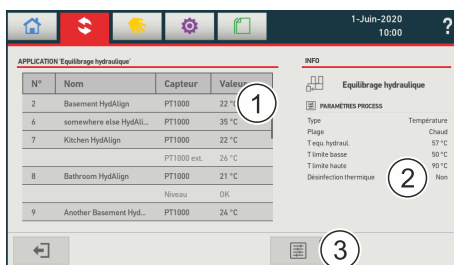 1-Juin-2020
10:00
?
APPLICATION 'Equilibrage hydraulique'
N° Nom Capteur Valeur
2 Basement HydAlign PT1000 22 °C
6 somewhere else HydAli... PT1000 35 °C
7 Kitchen HydAlign PT1000 22 °C
PT1000 ext. 26 °C
8 Bathroom HydAlign PT1000 21 °C
Niveau OK
9 Another Basement Hyd... PT1000 24 °C
1
INFO
Equilibrage hydraulique
PARAMÈTRES PROCESS
Type Température
Plage Chaud
T equ. hydraul. 57 °C
T limite basse 50 °C
T limite haute 90 °C
Désinfection thermique Non
2
3